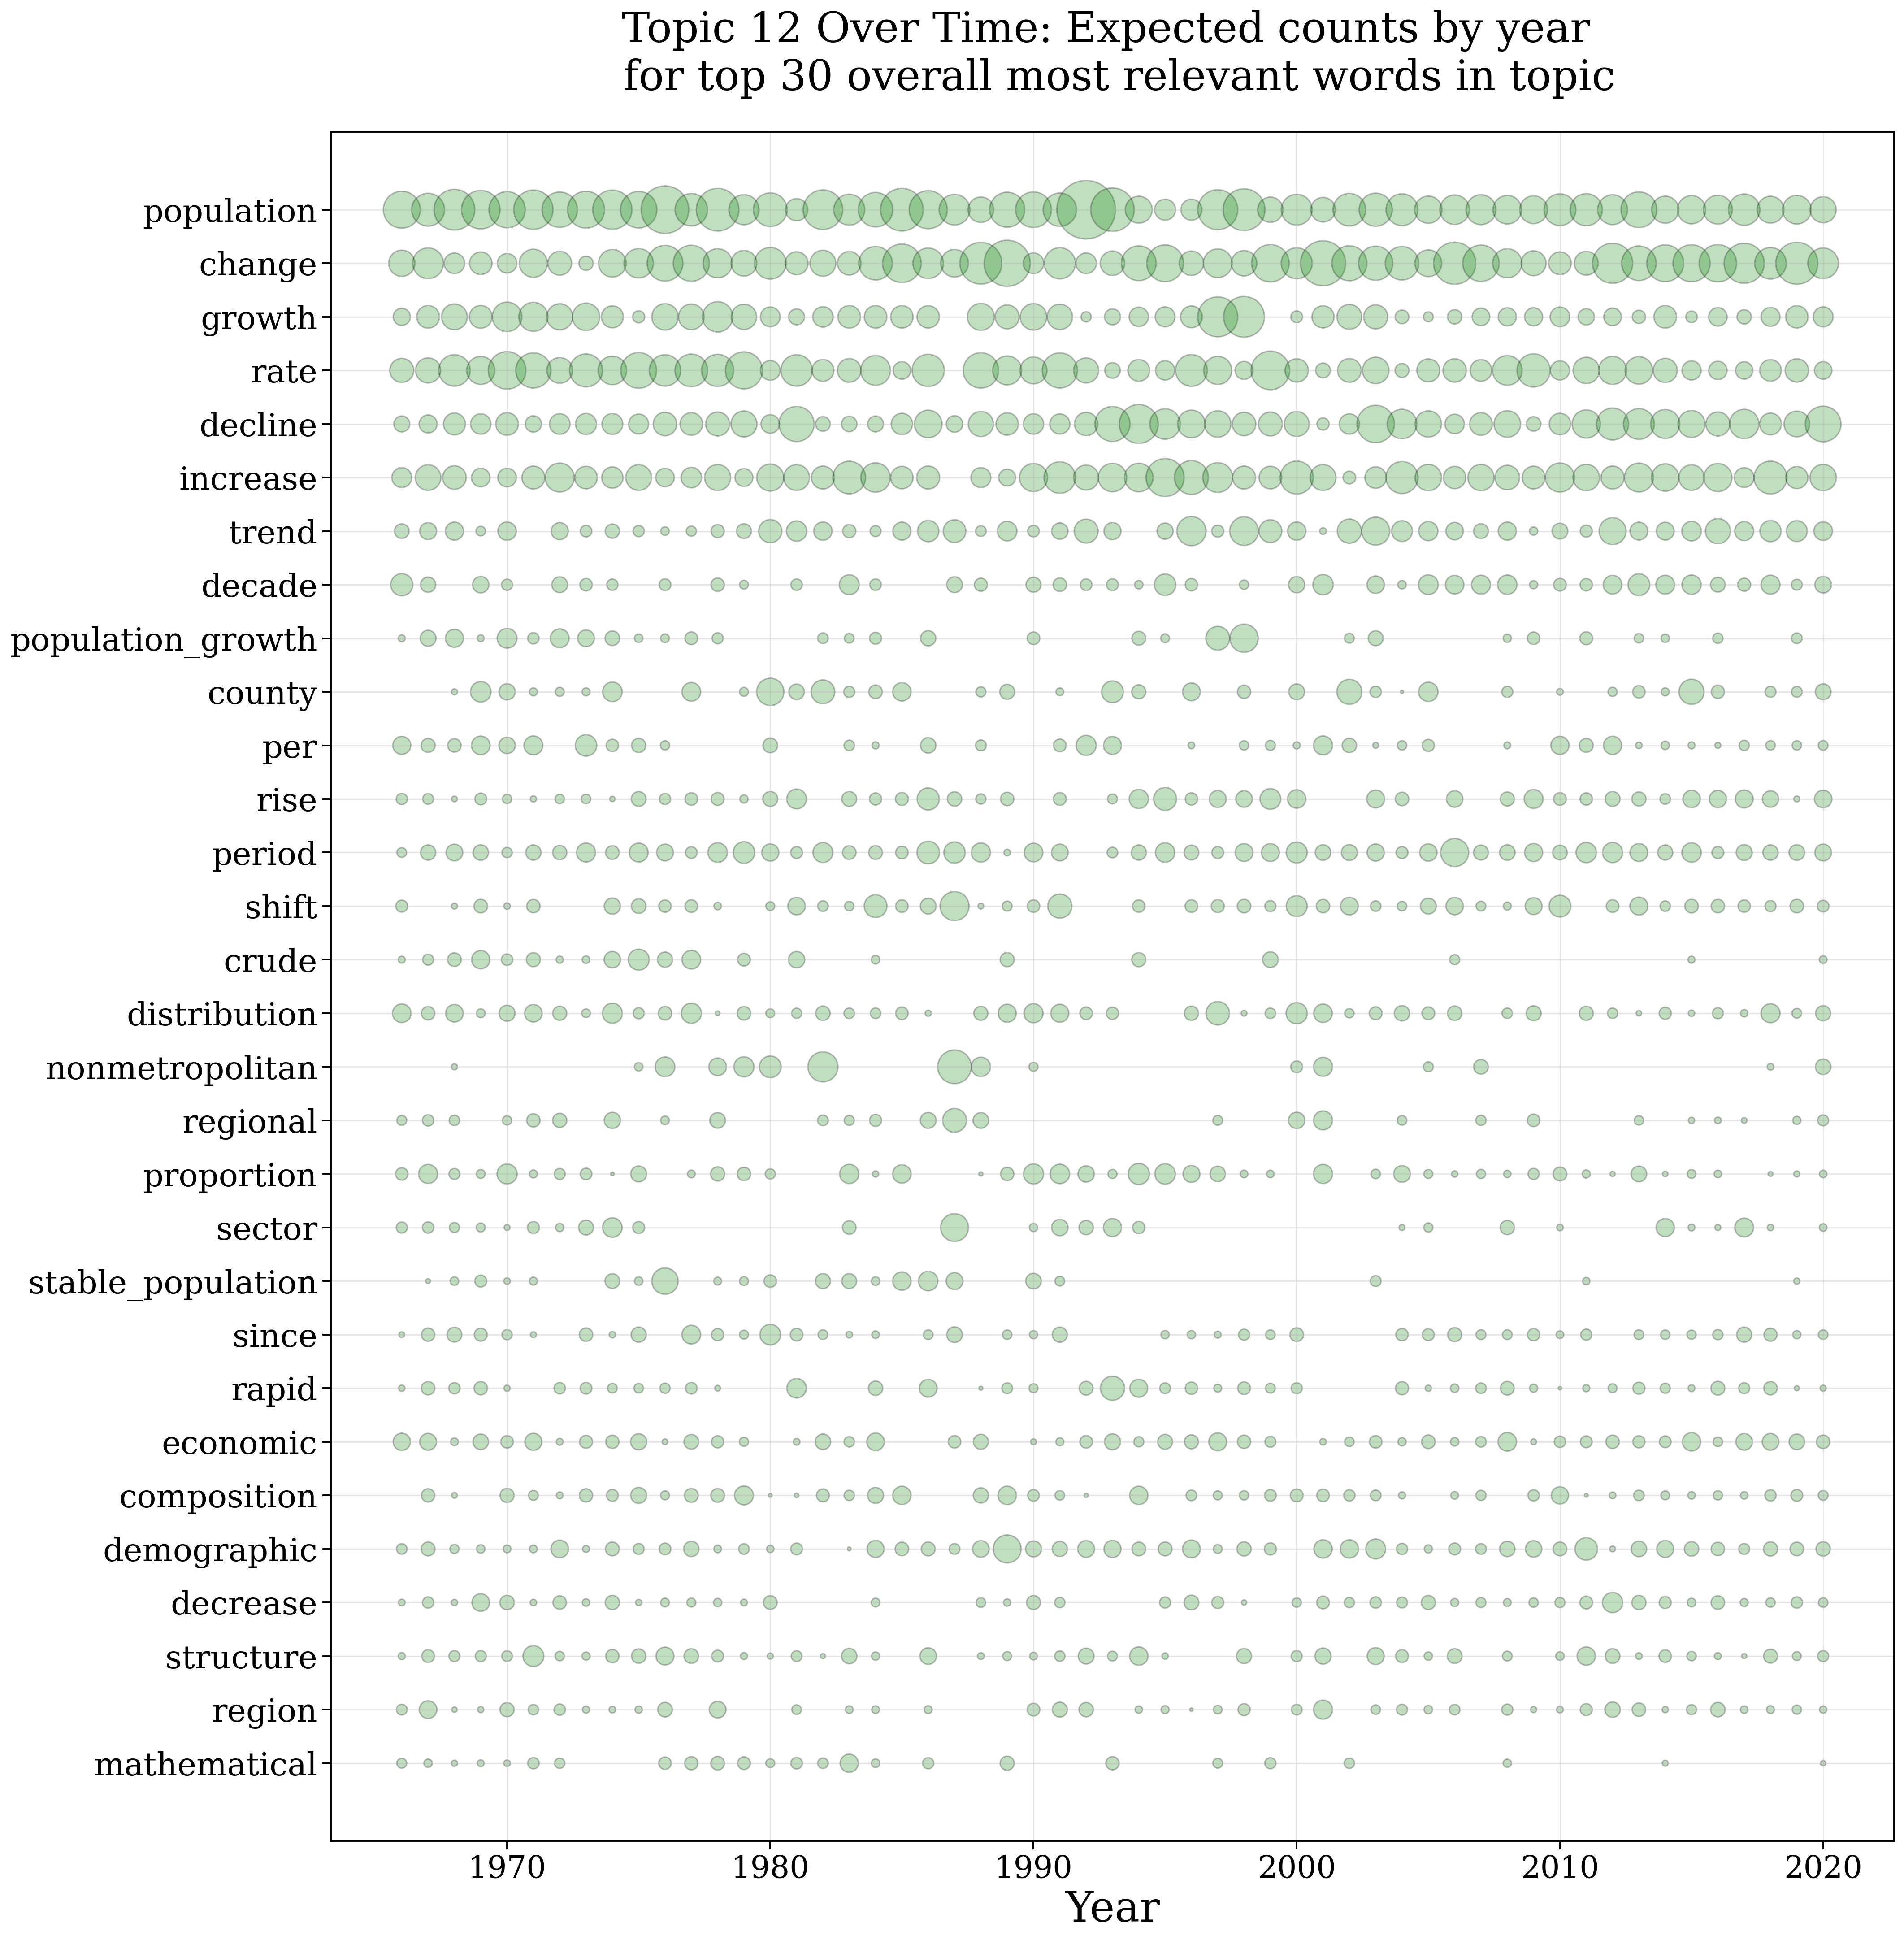 Topic 12 Over Time: Expected counts by year
for top 30 overall most relevant words in topic
population
change
growth
rate
decline
increase
trend
decade
population_growth
county
per
rise
period
shift
crude
distribution
nonmetropolitan
regional
proportion
sector
stable_population
since
rapid
economic
composition
demographic
decrease
structure
region
mathematical
1970 1980 1990 2000 2010 2020
Year